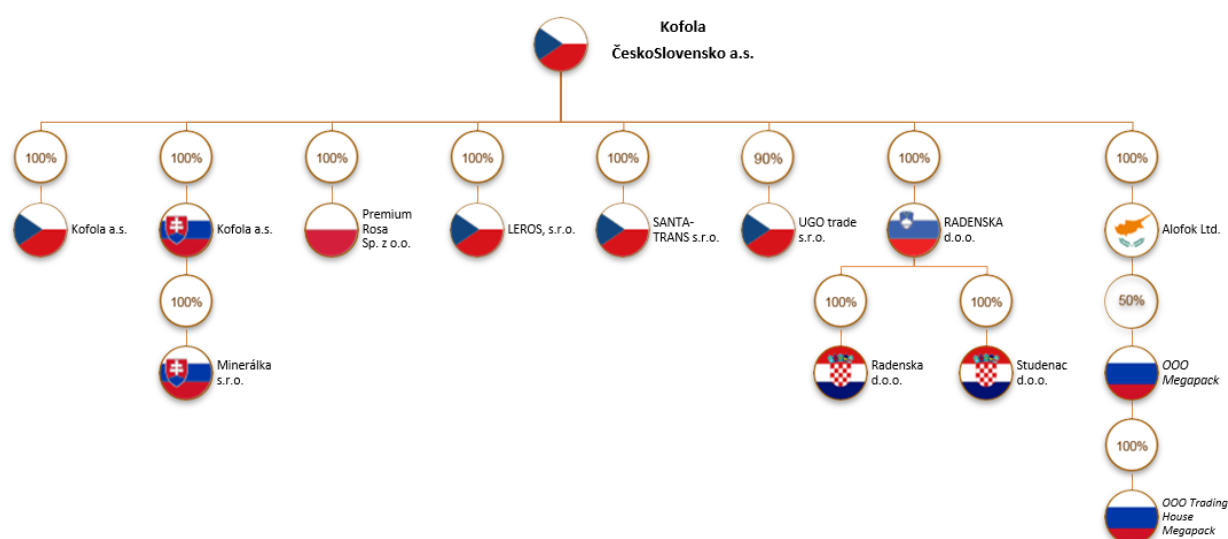 Kofola
ČeskoSlovensko a.s.
100%
100%
100%
100%
100%
90%
100%
100%
Kofola a.s.
Kofola a.s.
Premium
Rosa
Sp. z o.o.
LEROS, s.r.o.
SANTA-
TRANS s.r.o.
UGO trade
s.r.o.
RADENSKA
d.o.o.
Alofok Ltd.
100%
100%
100%
50%
Minerálka
s.r.o.
Radenska
d.o.o.
Studenac
d.o.o.
OOO
Megapack
100%
OOO Trading
House
Megapack